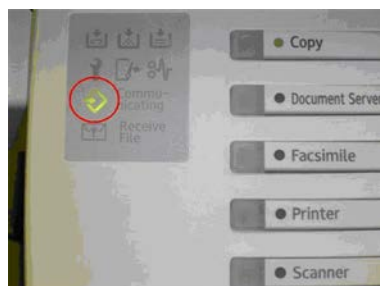 Copy
Document Server
Facsimile
Printer
Scanner
Commu-
nicating
Receive
File